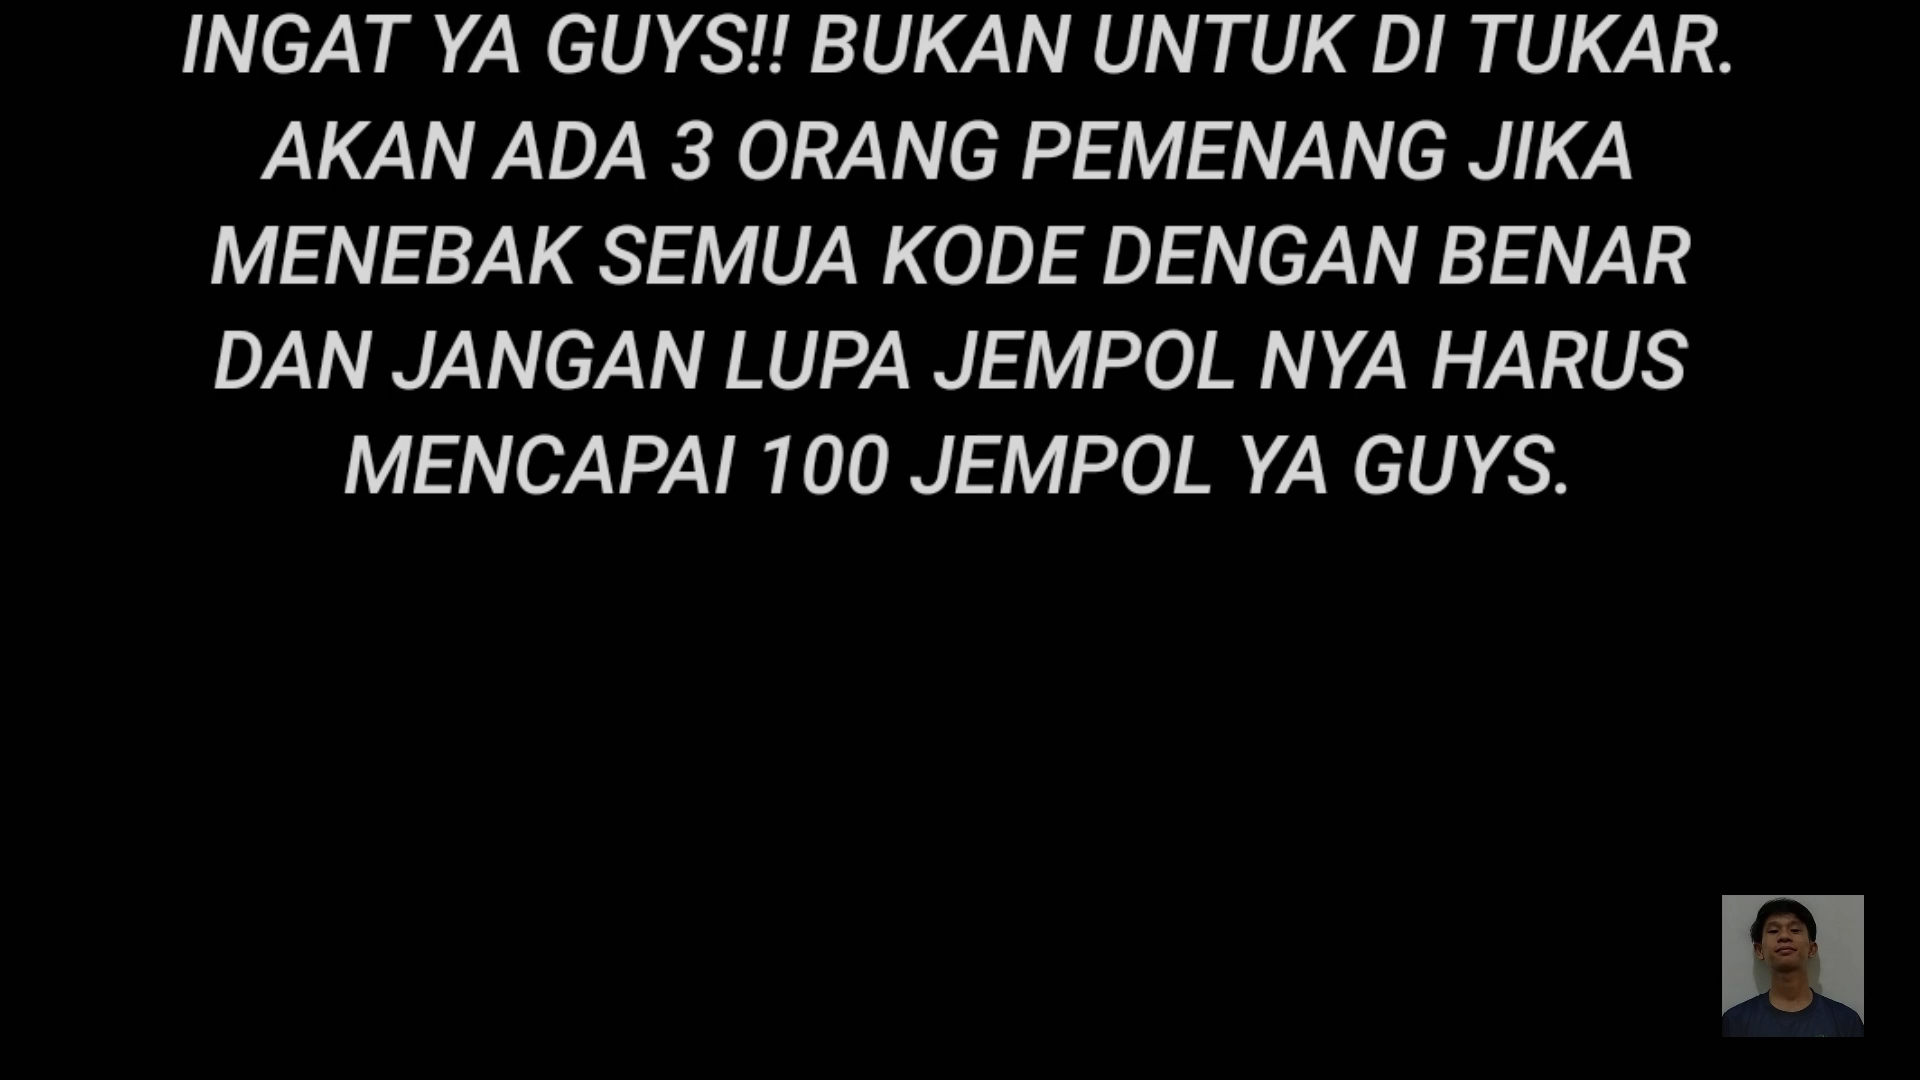 INGAT YA GUYS!! BUKAN UNTUK DI TUKAR.
AKAN ADA 3 ORANG PEMENANG JIKA
MENEBAK SEMUA KODE DENGAN BENAR
DAN JANGAN LUPA JEMPOL NYA HARUS
MENCAPAI 100 JEMPOL YA GUYS.